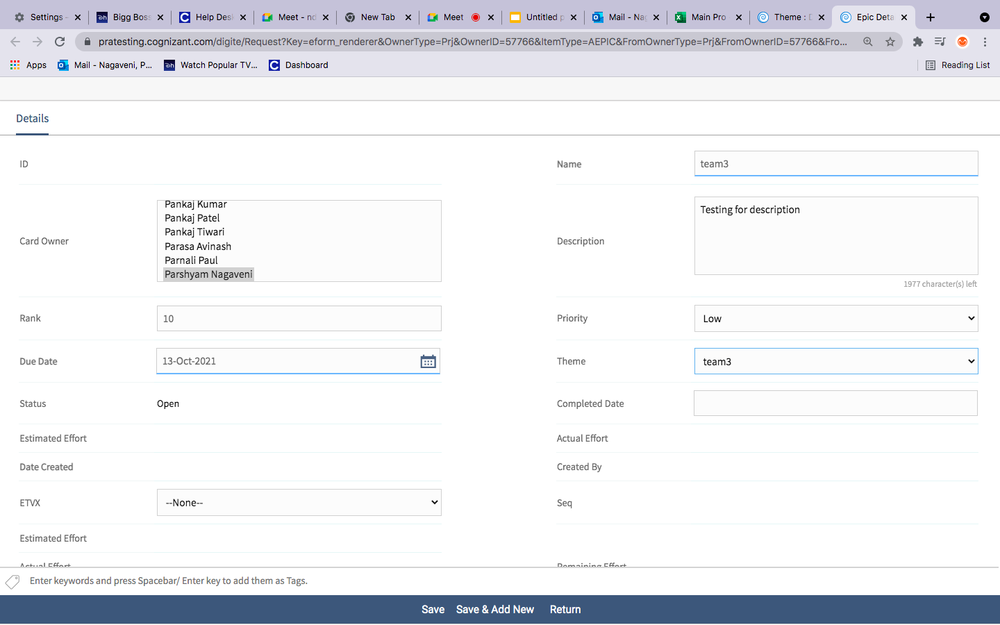 Settings -
Bigg Boss
Help Desk
Meet - nd
New Tab
Meet
Untitled p
Mail - Nag
Main Pro
Theme : D
Epic Deta
pratesting.cognizant.com/digite/Request?Key=eform_renderer&OwnerType=Prj&OwnerID=57766&ItemType=AEPIC&FromOwnerType=Prj&FromOwnerID=57766&Fro...
Apps
Mail - Nagaveni, P...
Watch Popular TV...
Dashboard
Reading List
Details
ID
Name
team3
Card Owner
Pankaj Kumar
Pankaj Patel
Pankaj Tiwari
Parasa Avinash
Parnali Paul
Parshyam Nagaveni
Description
Testing for description
1977 character(s) left
Rank
10
Priority
Low
Due Date
13-Oct-2021
Theme
team3
Status
Open
Completed Date
Estimated Effort
Actual Effort
Date Created
Created By
ETVX
--None--
Seq
Estimated Effort
Actual Effort
Remaining Effort
Enter keywords and press Spacebar/ Enter key to add them as Tags.
Save
Save & Add New
Return